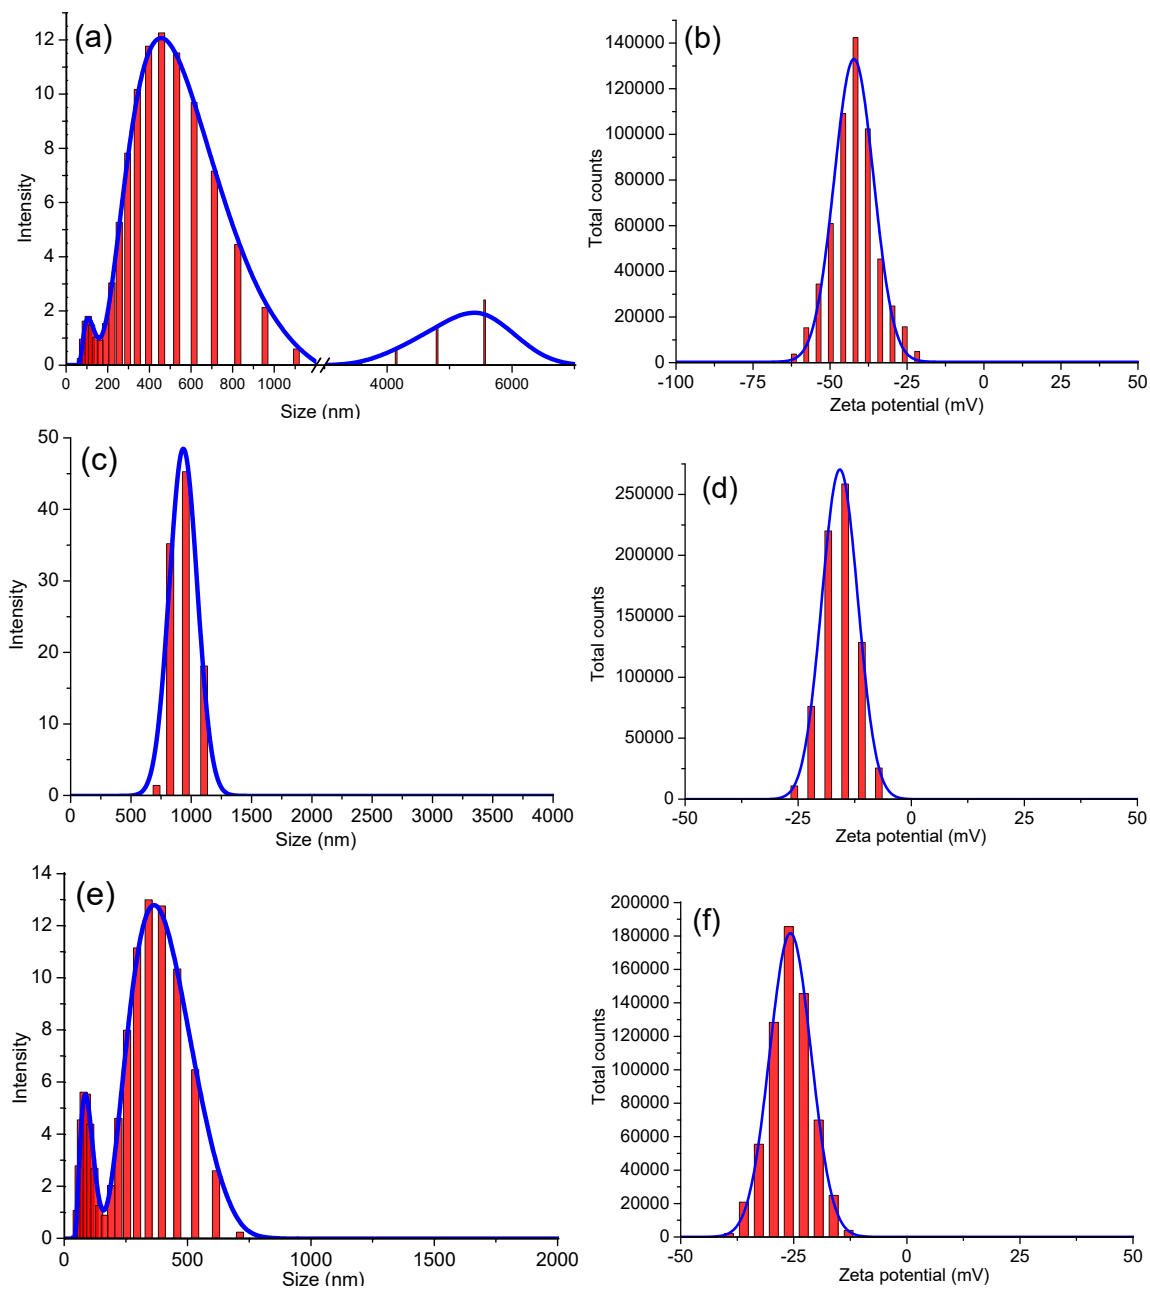 (a)
12
10
8
6
4
2
0
Intensity
0 200 400 600 800 1000 4000 6000
Size (nm)
(b)
140000
120000
100000
80000
60000
40000
20000
0
Total counts
-100 -75 -50 -25 0 25 50
Zeta potential (mV)
(c)
50
40
30
20
10
0
Intensity
0 500 1000 1500 2000 2500 3000 3500 4000
Size (nm)
(d)
250000
200000
150000
100000
50000
0
Total counts
-50 -25 0 25 50
Zeta potential (mV)
(e)
14
12
10
8
6
4
2
0
Intensity
0 500 1000 1500 2000
Size (nm)
(f)
200000
180000
160000
140000
120000
100000
80000
60000
40000
20000
0
Total counts
-50 -25 0 25 50
Zeta potential (mV)